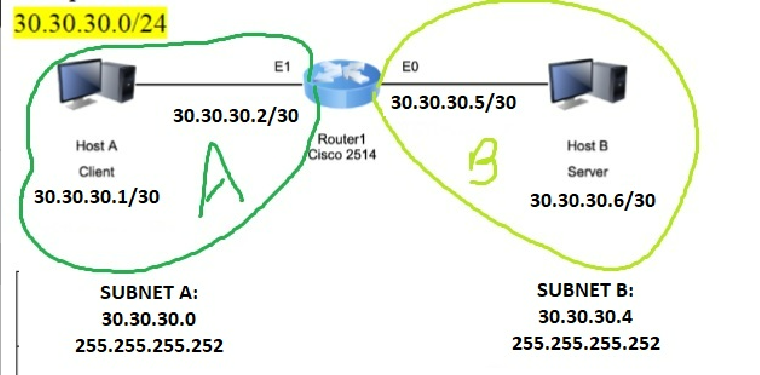 30.30.30.0/24
E1
E0
30.30.30.2/30
30.30.30.5/30
Host A
Client
30.30.30.1/30
A
Router1
Cisco 2514
B
Host B
Server
30.30.30.6/30
SUBNET A:
30.30.30.0
255.255.255.252
SUBNET B:
30.30.30.4
255.255.255.252